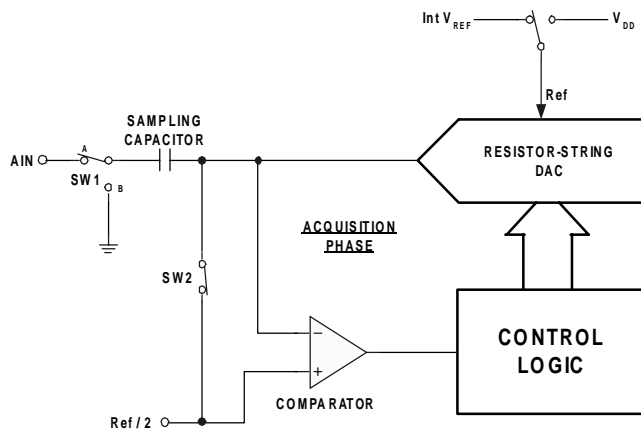 Int VREF
VDD
Ref
SAMPLING
CAPACITOR
AIN
A
SW1
B
RESISTOR-STRING
DAC
ACQUISITION
PHASE
SW2
−
+
COMPARATOR
CONTROL
LOGIC
Ref/2